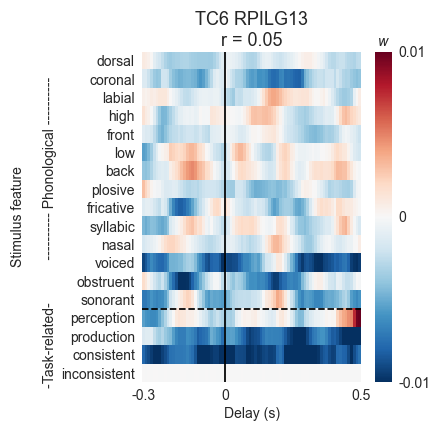 TC6 RPILG13
r = 0.05
w
Stimulus feature
---------- Phonological ----------
-Task-related-
dorsal
coronal
labial
high
front
low
back
plosive
fricative
syllabic
nasal
voiced
obstruent
sonorant
perception
production
consistent
inconsistent
0.01
0
-0.01
-0.3
0
0.5
Delay (s)